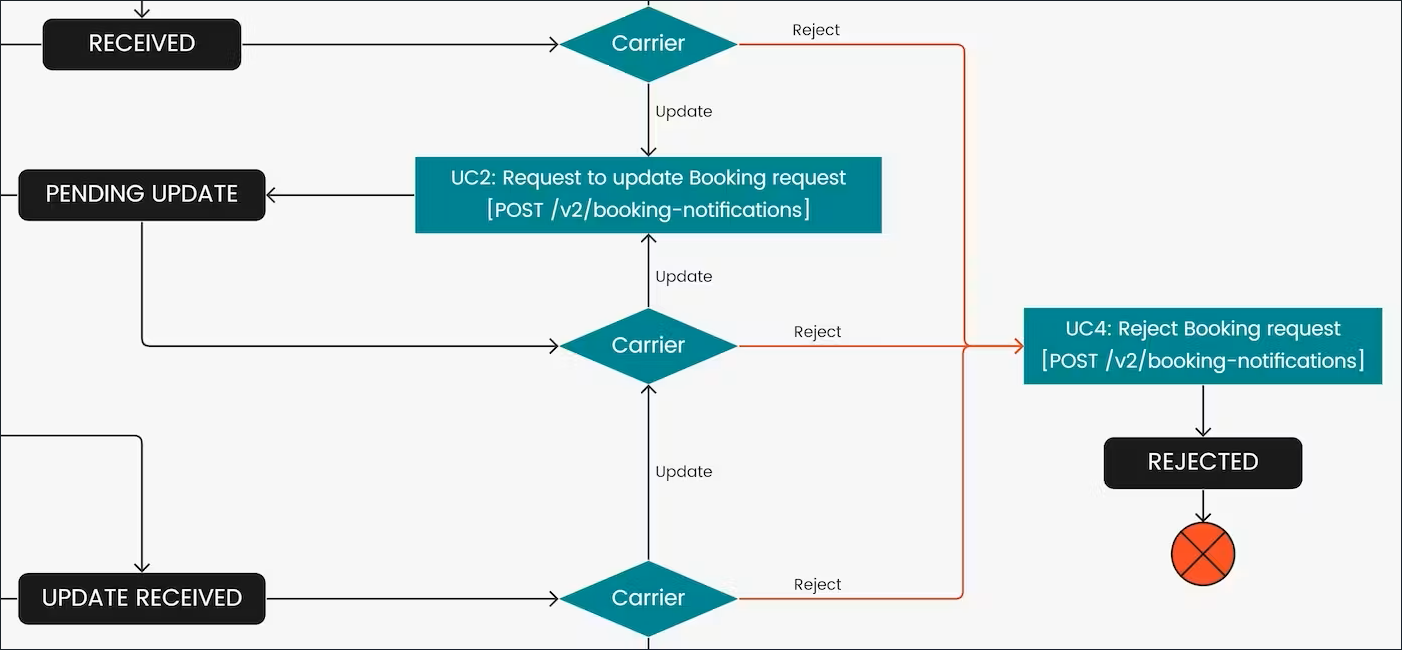 RECEIVED
Carrier
Reject
Update
PENDING UPDATE
UC2: Request to update Booking request
[POST /v2/booking-notifications]
Update
Carrier
Reject
UC4: Reject Booking request
[POST /v2/booking-notifications]
REJECTED
Update
UPDATE RECEIVED
Carrier
Reject